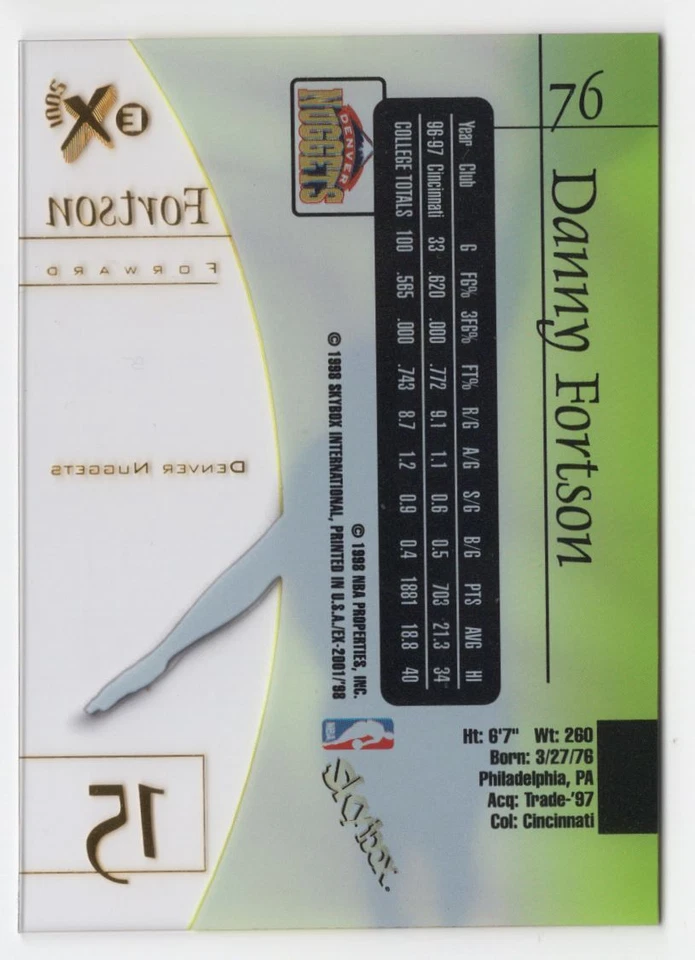 76
Danny Fortson
Ht: 6'7" Wt: 260
Born: 3/27/76
Philadelphia, PA
Acq: Trade-'97
Col: Cincinnati
Year Club G FG% 3FG% FT% R/G A/G S/G B/G PTS AVG HI
96-97 Cincinnati 33 .620 .000 .772 9.1 1.1 0.6 0.5 703 21.3 34
COLLEGE TOTALS 100 .565 .000 .743 8.7 1.2 0.9 0.4 1881 18.8 40
DENVER
NUGGETS
© 1998 NBA PROPERTIES, INC.
© 1998 SKYBOX INTERNATIONAL, PRINTED IN U.S.A./EX-2001/'98
NBA
Skybox
E X
2001
Fortson
FORWARD
DENVER NUGGETS
15